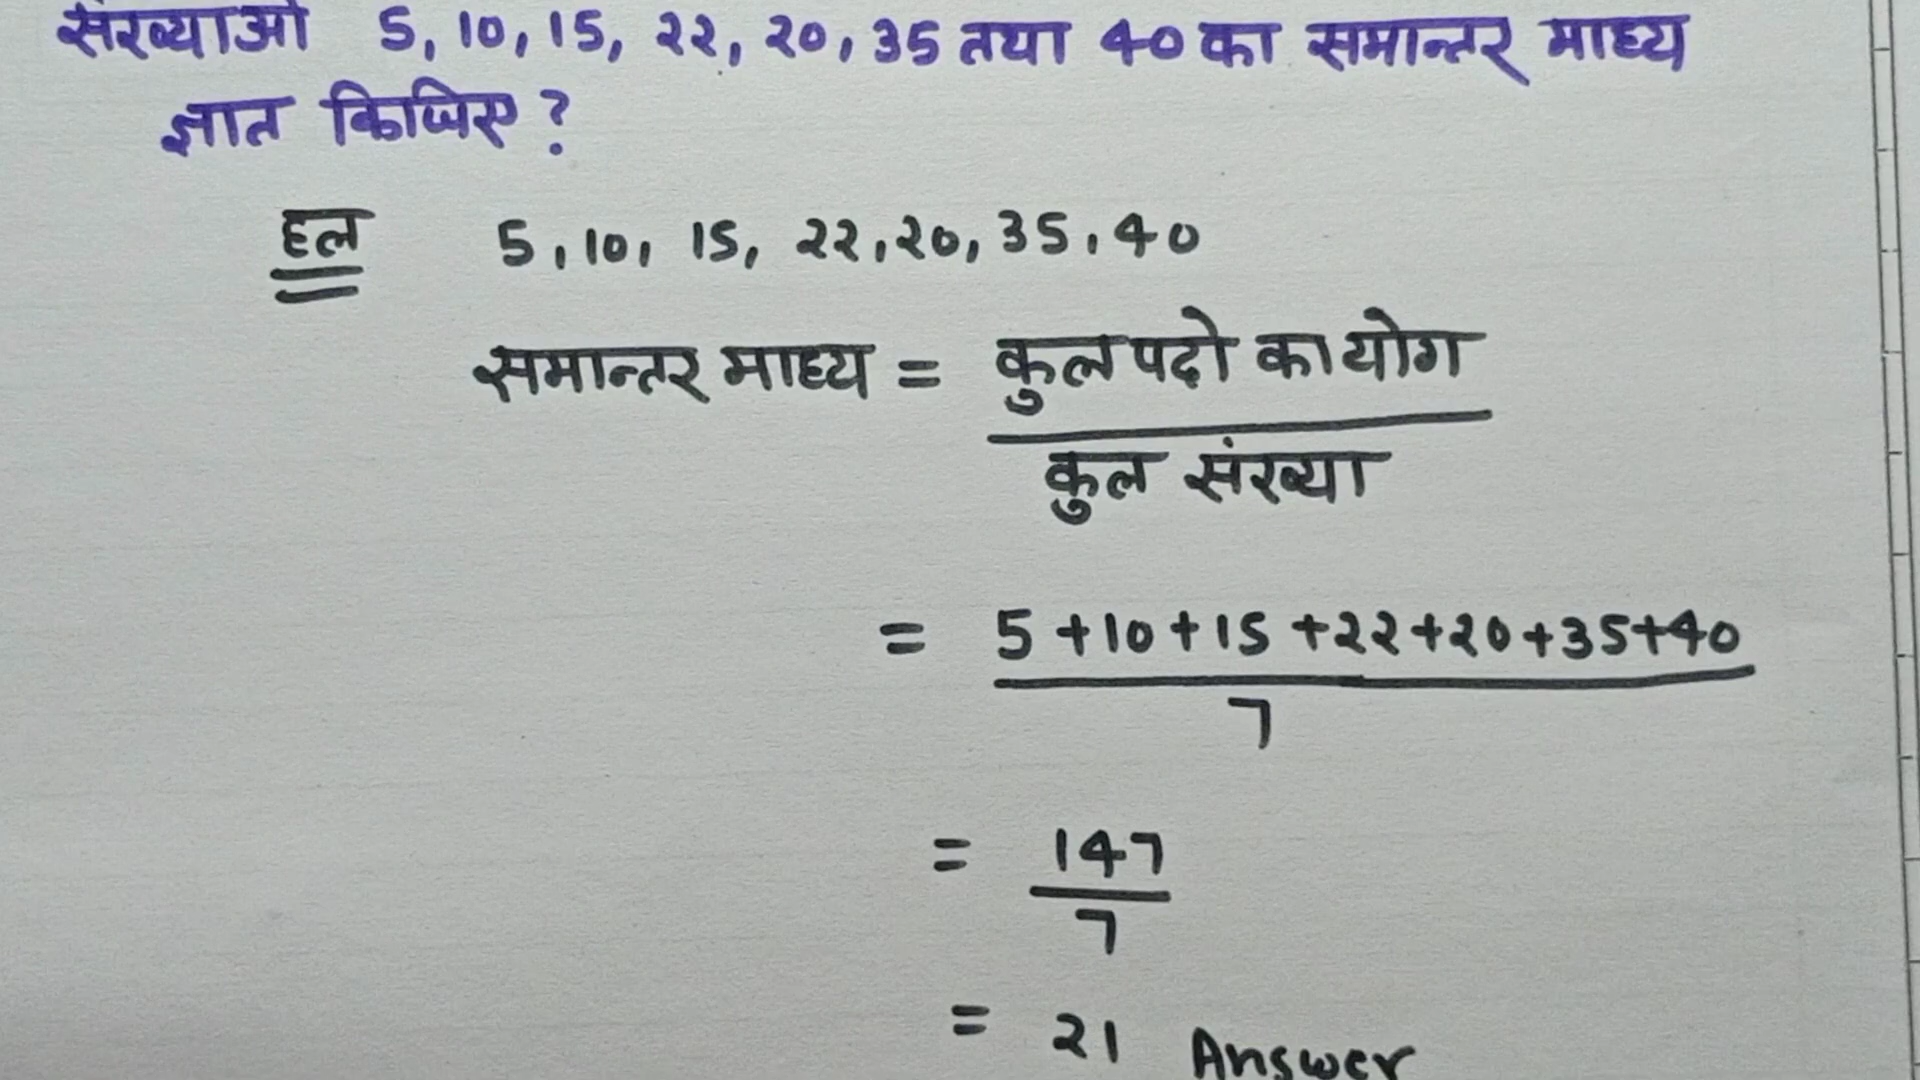 संख्याओ 5, 10, 15, 22, 20, 35 तथा 40 का समान्तर माध्य
ज्ञात किजिए ?
हल 5, 10, 15, 22, 20, 35, 40
समान्तर माध्य = कुल पदो का योग
कुल संख्या
= 5 + 10 + 15 + 22 + 20 + 35 + 40
7
= 147
7
= 21 Answer